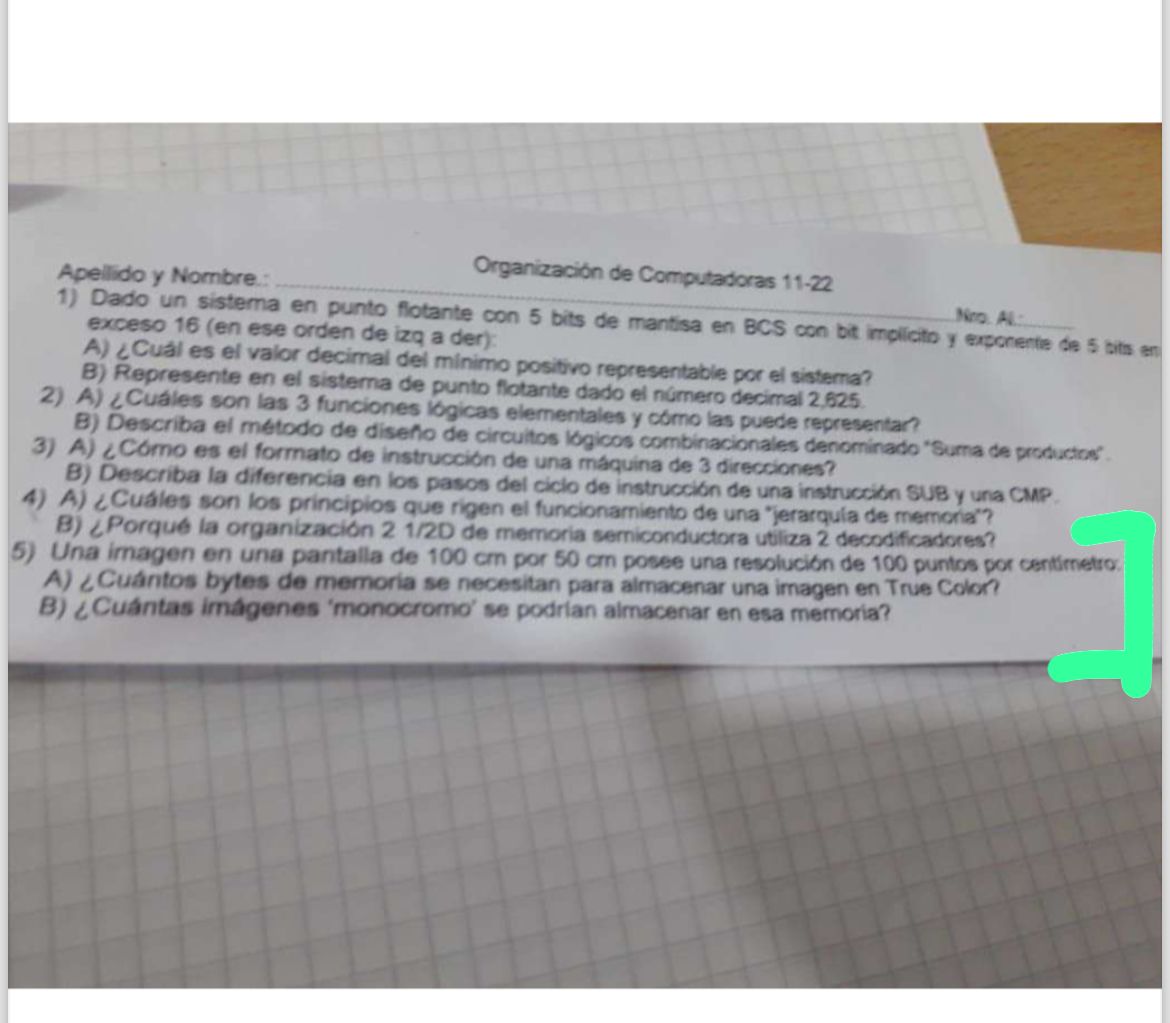 Organización de Computadoras 11-22
Apellido y Nombre.: Nro. Al.:
1) Dado un sistema en punto flotante con 5 bits de mantisa en BCS con bit implícito y exponente de 5 bits en
exceso 16 (en ese orden de izq a der):
A) ¿Cuál es el valor decimal del mínimo positivo representable por el sistema?
B) Represente en el sistema de punto flotante dado el número decimal 2,625.
2) A) ¿Cuáles son las 3 funciones lógicas elementales y cómo las puede representar?
B) Describa el método de diseño de circuitos lógicos combinacionales denominado "Suma de productos".
3) A) ¿Cómo es el formato de instrucción de una máquina de 3 direcciones?
B) Describa la diferencia en los pasos del ciclo de instrucción de una instrucción SUB y una CMP.
4) A) ¿Cuáles son los principios que rigen el funcionamiento de una "jerarquía de memoria"?
B) ¿Porqué la organización 2 1/2D de memoria semiconductora utiliza 2 decodificadores?
5) Una imagen en una pantalla de 100 cm por 50 cm posee una resolución de 100 puntos por centímetro:
A) ¿Cuántos bytes de memoria se necesitan para almacenar una imagen en True Color?
B) ¿Cuántas imágenes 'monocromo' se podrían almacenar en esa memoria?